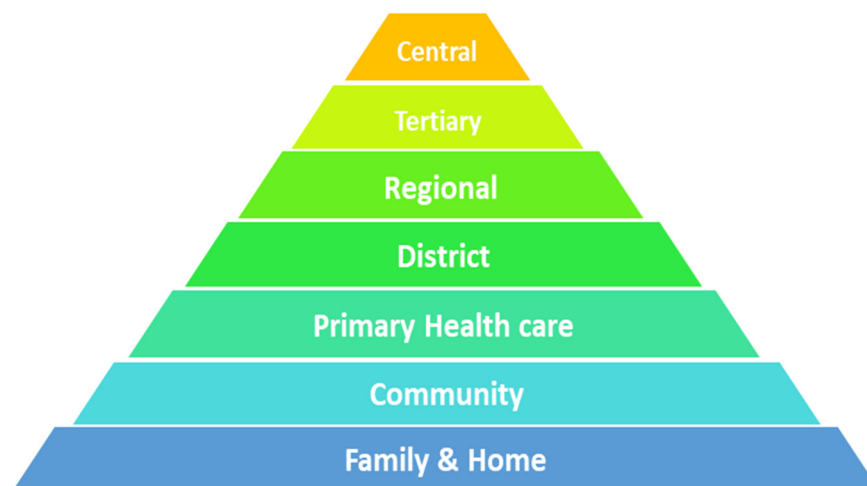 Central
Tertiary
Regional
District
Primary Health care
Community
Family & Home